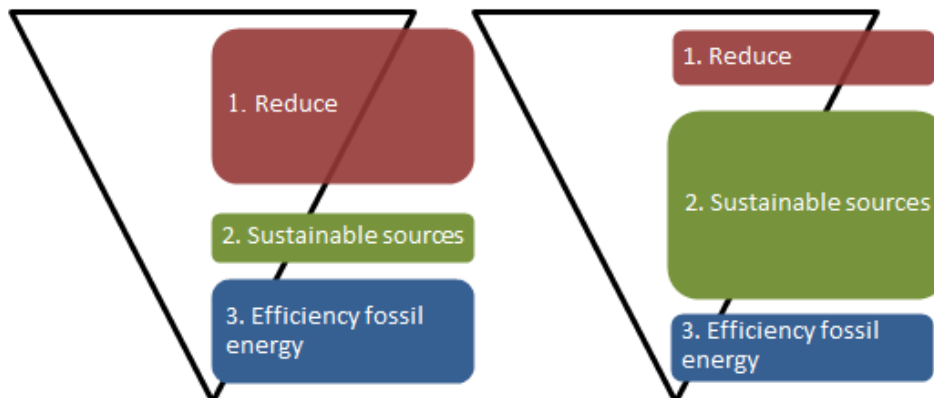 1. Reduce
2. Sustainable sources
3. Efficiency fossil
energy
1. Reduce
2. Sustainable sources
3. Efficiency fossil
energy